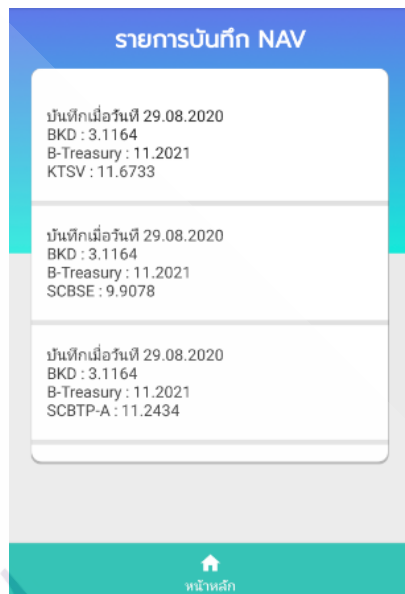 รายการบันทึก NAV
บันทึกเมื่อวันที่ 29.08.2020
BKD : 3.1164
B-Treasury : 11.2021
KTSV : 11.6733
บันทึกเมื่อวันที่ 29.08.2020
BKD : 3.1164
B-Treasury : 11.2021
SCBSE : 9.9078
บันทึกเมื่อวันที่ 29.08.2020
BKD : 3.1164
B-Treasury : 11.2021
SCBTP-A : 11.2434
หน้าหลัก